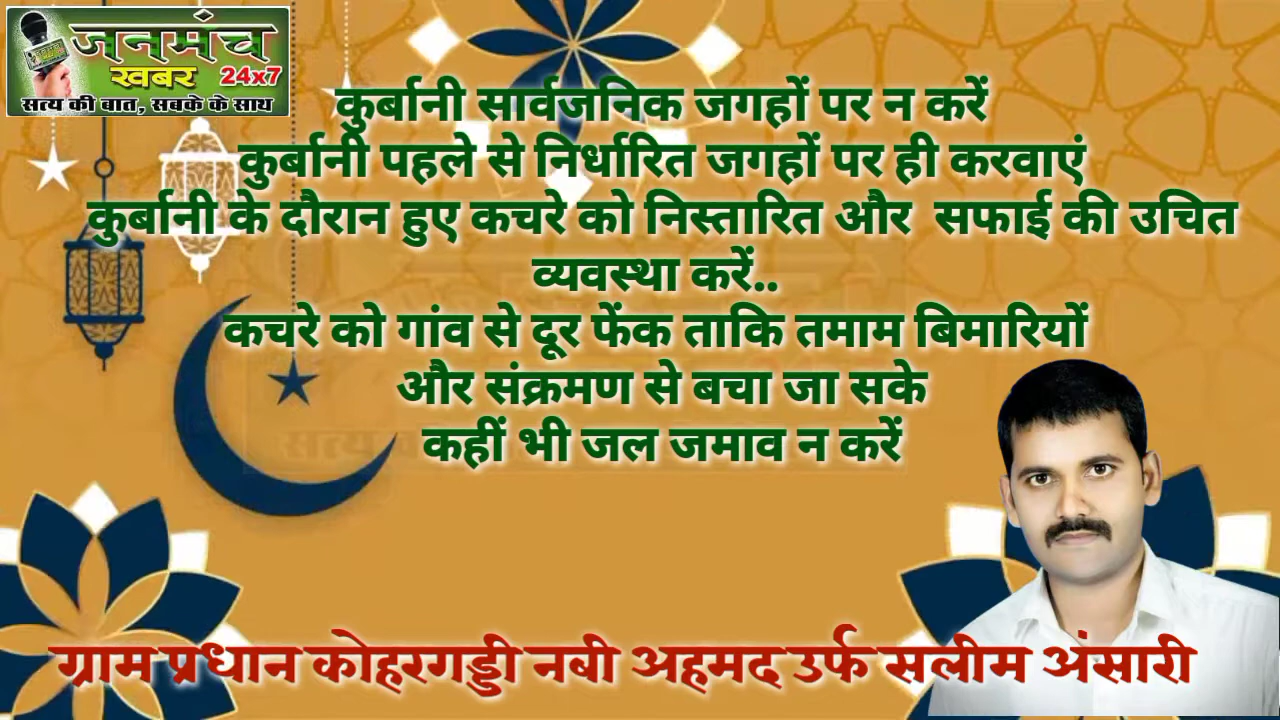 जनमंच
खबर 24x7
सत्य की बात, सबके के साथ
कुर्बानी सार्वजनिक जगहों पर न करें
कुर्बानी पहले से निर्धारित जगहों पर ही करवाएं
कुर्बानी के दौरान हुए कचरे को निस्तारित और सफाई की उचित
व्यवस्था करें..
कचरे को गांव से दूर फेंक ताकि तमाम बिमारियों
और संक्रमण से बचा जा सके
कहीं भी जल जमाव न करें
ग्राम प्रधान कोहरगड्डी नबी अहमद उर्फ सलीम अंसारी